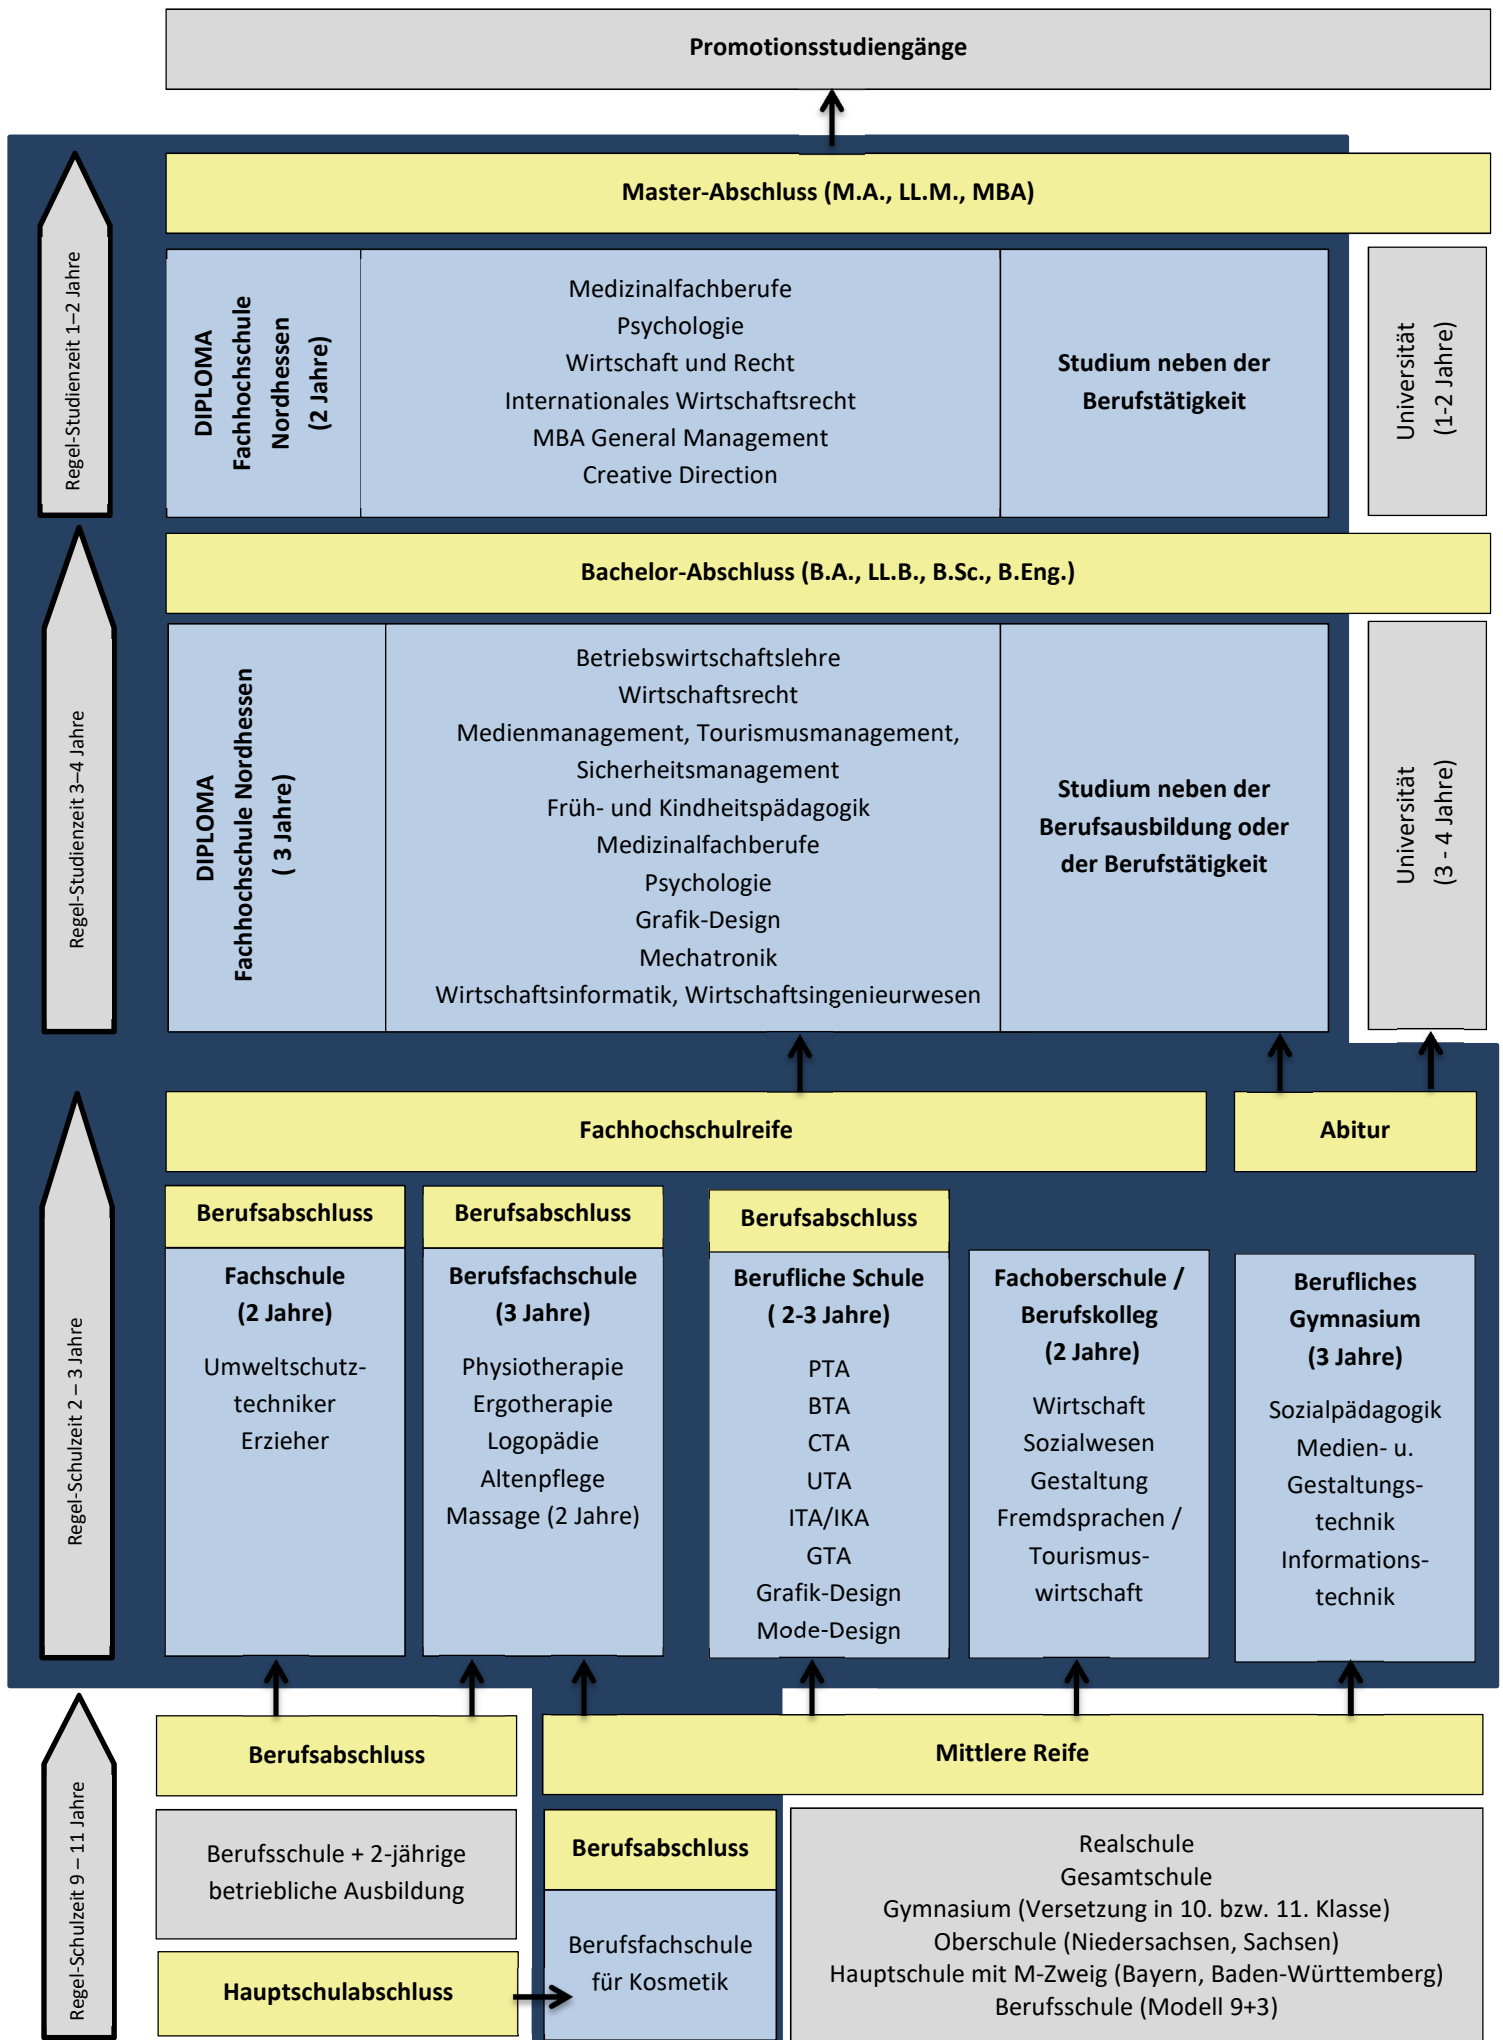 Promotionsstudiengänge
Master-Abschluss (M.A., LL.M., MBA)
Regel-Studienzeit 1–2 Jahre
DIPLOMA
Fachhochschule
Nordhessen
(2 Jahre)
Medizinalfachberufe
Psychologie
Wirtschaft und Recht
Internationales Wirtschaftsrecht
MBA General Management
Creative Direction
Studium neben der
Berufstätigkeit
Universität
(1-2 Jahre)
Bachelor-Abschluss (B.A., LL.B., B.Sc., B.Eng.)
Regel-Studienzeit 3–4 Jahre
DIPLOMA
Fachhochschule Nordhessen
( 3 Jahre)
Betriebswirtschaftslehre
Wirtschaftsrecht
Medienmanagement, Tourismusmanagement,
Sicherheitsmanagement
Früh- und Kindheitspädagogik
Medizinalfachberufe
Psychologie
Grafik-Design
Mechatronik
Wirtschaftsinformatik, Wirtschaftsingenieurwesen
Studium neben der
Berufsausbildung oder
der Berufstätigkeit
Universität
(3 - 4 Jahre)
Fachhochschulreife
Abitur
Regel-Schulzeit 2 – 3 Jahre
Berufsabschluss
Fachschule
(2 Jahre)
Umweltschutz-
techniker
Erzieher
Berufsabschluss
Berufsfachschule
(3 Jahre)
Physiotherapie
Ergotherapie
Logopädie
Altenpflege
Massage (2 Jahre)
Berufsabschluss
Berufliche Schule
( 2-3 Jahre)
PTA
BTA
CTA
UTA
ITA/IKA
GTA
Grafik-Design
Mode-Design
Fachoberschule /
Berufskolleg
(2 Jahre)
Wirtschaft
Sozialwesen
Gestaltung
Fremdsprachen /
Tourismus-
wirtschaft
Berufliches
Gymnasium
(3 Jahre)
Sozialpädagogik
Medien- u.
Gestaltungs-
technik
Informations-
technik
Regel-Schulzeit 9 – 11 Jahre
Berufsabschluss
Mittlere Reife
Berufsschule + 2-jährige
betriebliche Ausbildung
Hauptschulabschluss
Berufsabschluss
Berufsfachschule
für Kosmetik
Realschule
Gesamtschule
Gymnasium (Versetzung in 10. bzw. 11. Klasse)
Oberschule (Niedersachsen, Sachsen)
Hauptschule mit M-Zweig (Bayern, Baden-Württemberg)
Berufsschule (Modell 9+3)